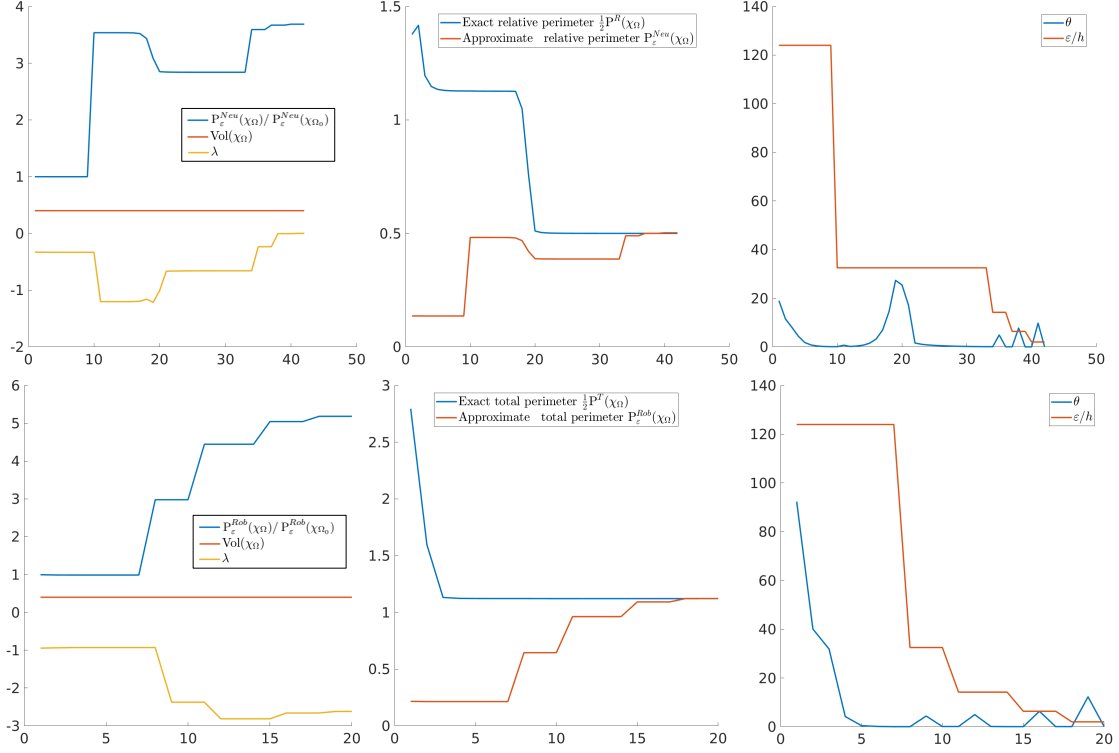 4
3
2
1
0
-1
-2
0 10 20 30 40 50
P_ε^{Neu}(χ_Ω)/ P_ε^{Neu}(χ_{Ω_0})
Vol(χ_Ω)
λ
1.5
1
0.5
0
0 10 20 30 40 50
Exact relative perimeter ½P^R(χ_Ω)
Approximate relative perimeter P_ε^{Neu}(χ_Ω)
140
120
100
80
60
40
20
0
0 10 20 30 40 50
θ
ε/h
6
5
4
3
2
1
0
-1
-2
-3
0 5 10 15 20
P_ε^{Rob}(χ_Ω)/ P_ε^{Rob}(χ_{Ω_0})
Vol(χ_Ω)
λ
3
2.5
2
1.5
1
0.5
0
0 5 10 15 20
Exact total perimeter ½P^T(χ_Ω)
Approximate total perimeter P_ε^{Rob}(χ_Ω)
140
120
100
80
60
40
20
0
0 5 10 15 20
θ
ε/h